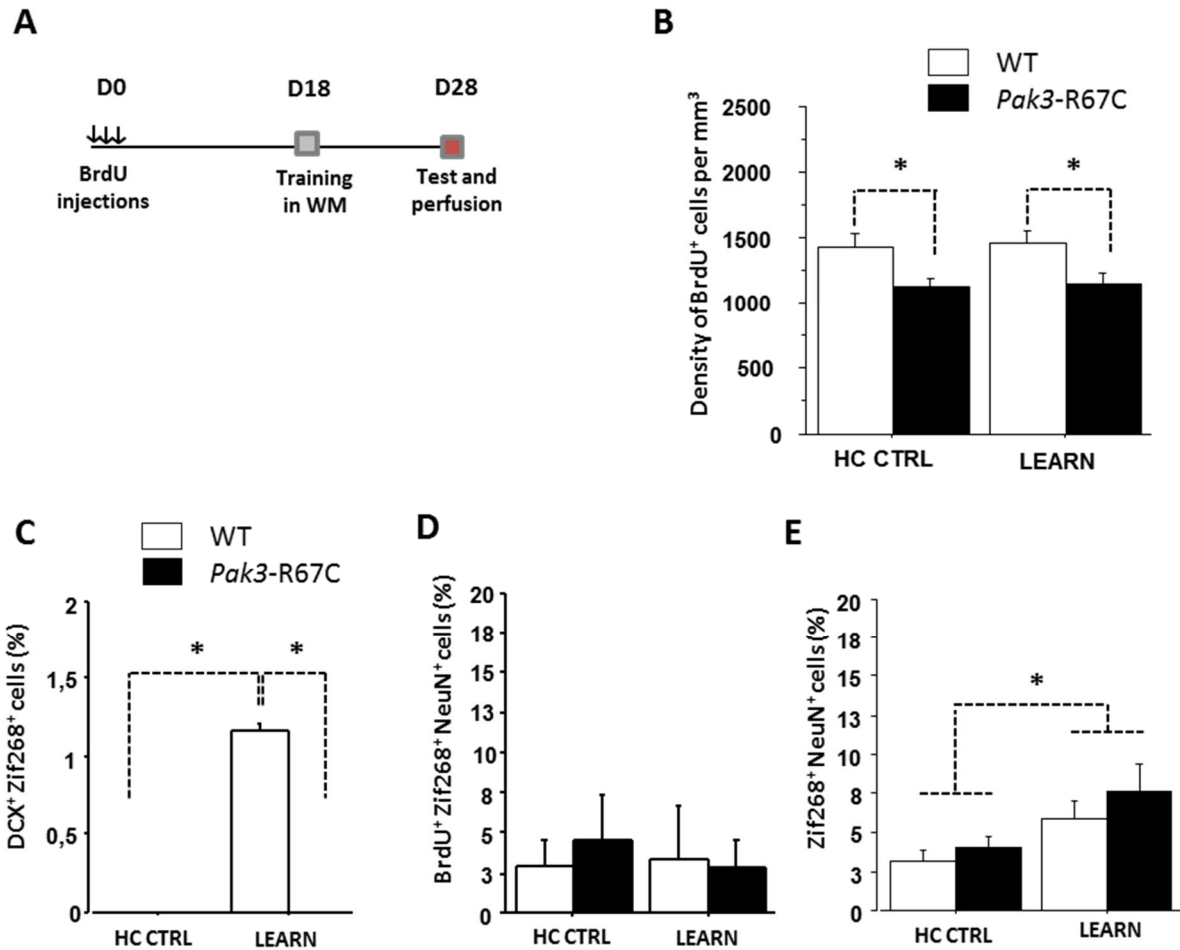 A
D0
D18
D28
BrdU
injections
Training
in WM
Test and
perfusion
B
WT
Pak3-R67C
Density of BrdU⁺ cells per mm³
2500
2000
1500
1000
500
0
*
*
HC CTRL
LEARN
C
WT
Pak3-R67C
DCX⁺ Zif268⁺ cells (%)
2
1,5
1
0,5
0
*
*
HC CTRL
LEARN
D
BrdU⁺ Zif268⁺ NeuN⁺ cells (%)
20
18
15
13
10
8
5
3
0
HC CTRL
LEARN
E
Zif268⁺ NeuN⁺ cells (%)
20
18
15
13
10
8
5
3
0
*
HC CTRL
LEARN